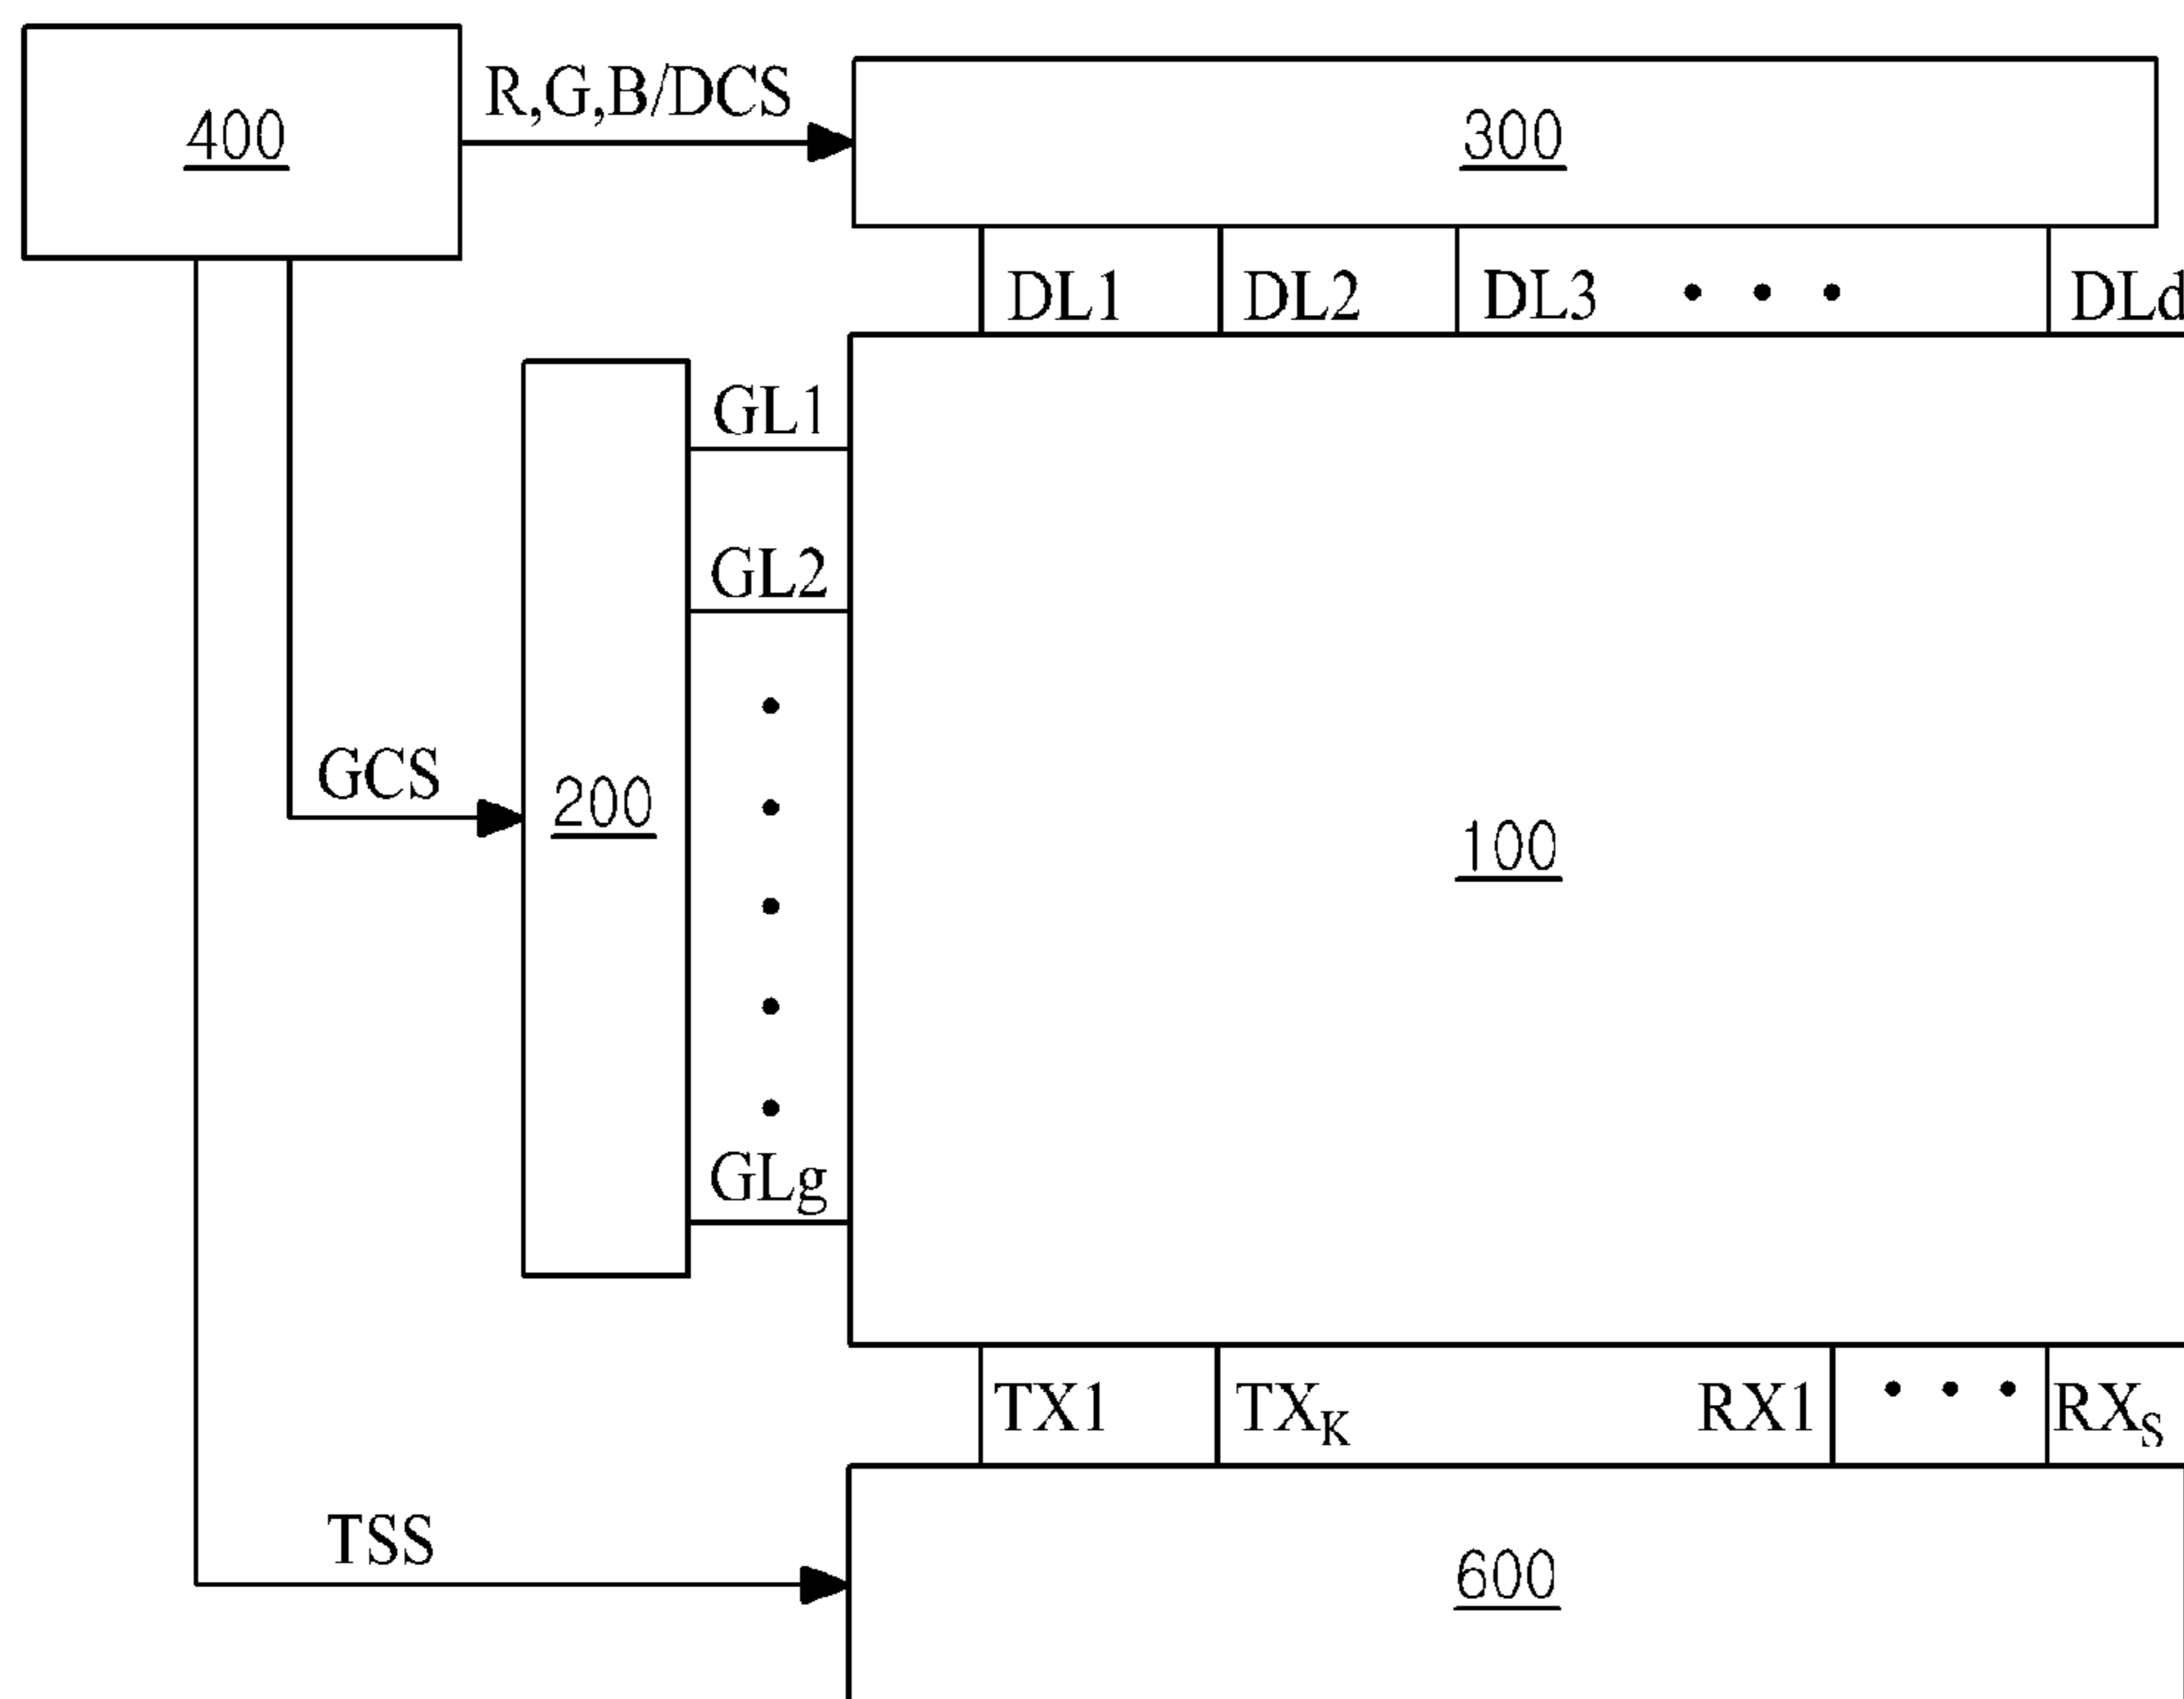 400
R,G,B/DCS
300
DL1 DL2 DL3 • • • DLd
GL1
GL2
GCS
200
100
GLg
TX1 TXK RX1 • • • RXS
TSS
600